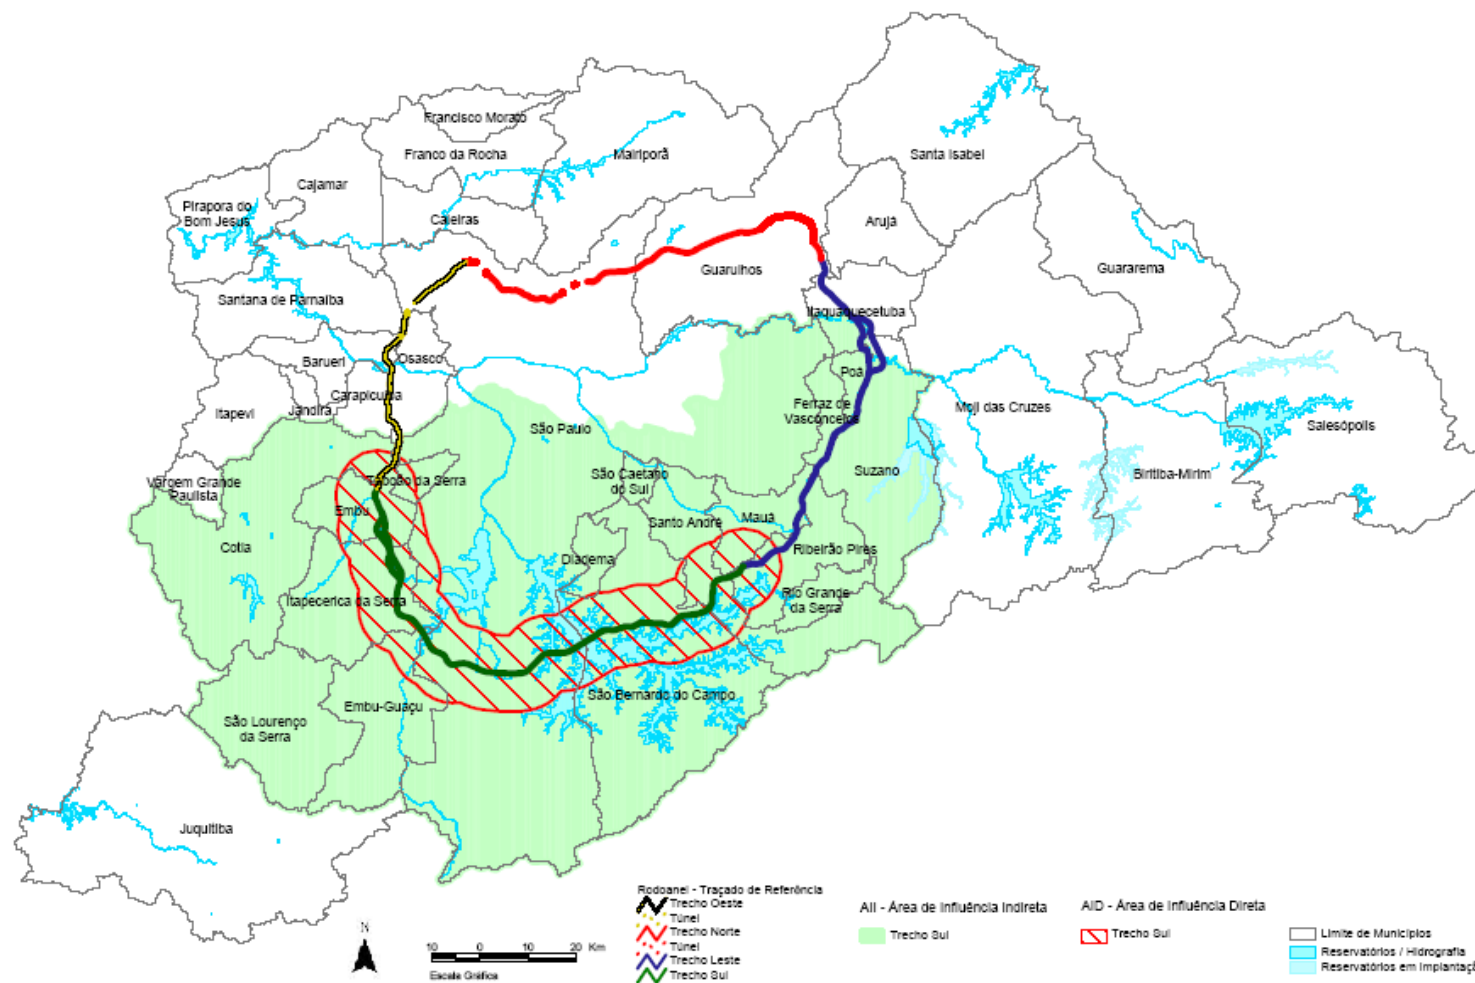 Francisco Morato
Franco da Rocha
Mairiporã
Santa Isabel
Cajamar
Pirapora do
Bom Jesus
Caieiras
Arujá
Guarulhos
Guararema
Santana de Parnaíba
Itaquaquecetuba
Barueri
Osasco
Poá
Carapicuíba
Itapevi
Jandira
Ferraz de
Vasconcelos
Moji das Cruzes
São Paulo
Salesópolis
Suzano
Biritiba-Mirim
Vargem Grande
Paulista
Taboão da Serra
São Caetano
do Sul
Embu
Santo André
Mauá
Cotia
Diadema
Ribeirão Pires
Itapecerica da Serra
Rio Grande
da Serra
São Bernardo do Campo
Embu-Guaçu
São Lourenço
da Serra
Juquitiba
N
10 0 10 20 Km
Escala Gráfica
Rodoanel - Traçado de Referência
Trecho Oeste
Túnel
Trecho Norte
Túnel
Trecho Leste
Trecho Sul
AII - Área de Influência Indireta
Trecho Sul
AID - Área de Influência Direta
Trecho Sul
Limite de Municípios
Reservatórios / Hidrografia
Reservatórios em Implantaçã